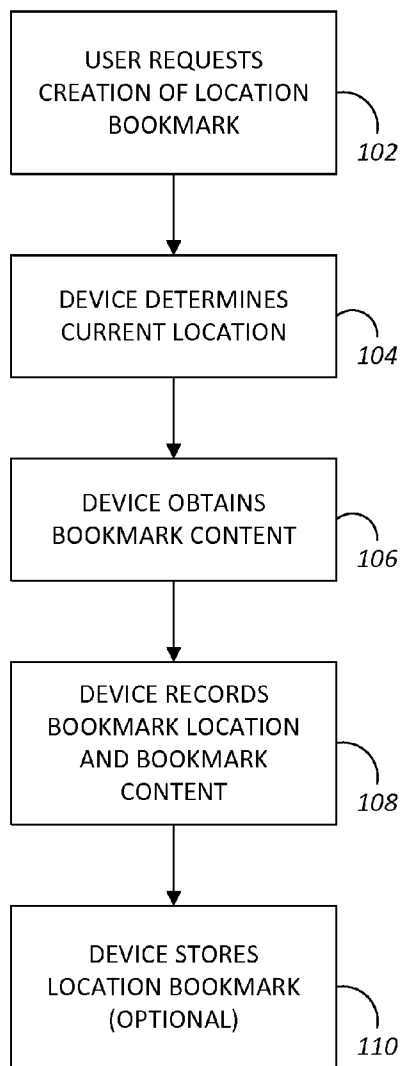 USER REQUESTS
CREATION OF LOCATION
BOOKMARK
102
DEVICE DETERMINES
CURRENT LOCATION
104
DEVICE OBTAINS
BOOKMARK CONTENT
106
DEVICE RECORDS
BOOKMARK LOCATION
AND BOOKMARK
CONTENT
108
DEVICE STORES
LOCATION BOOKMARK
(OPTIONAL)
110